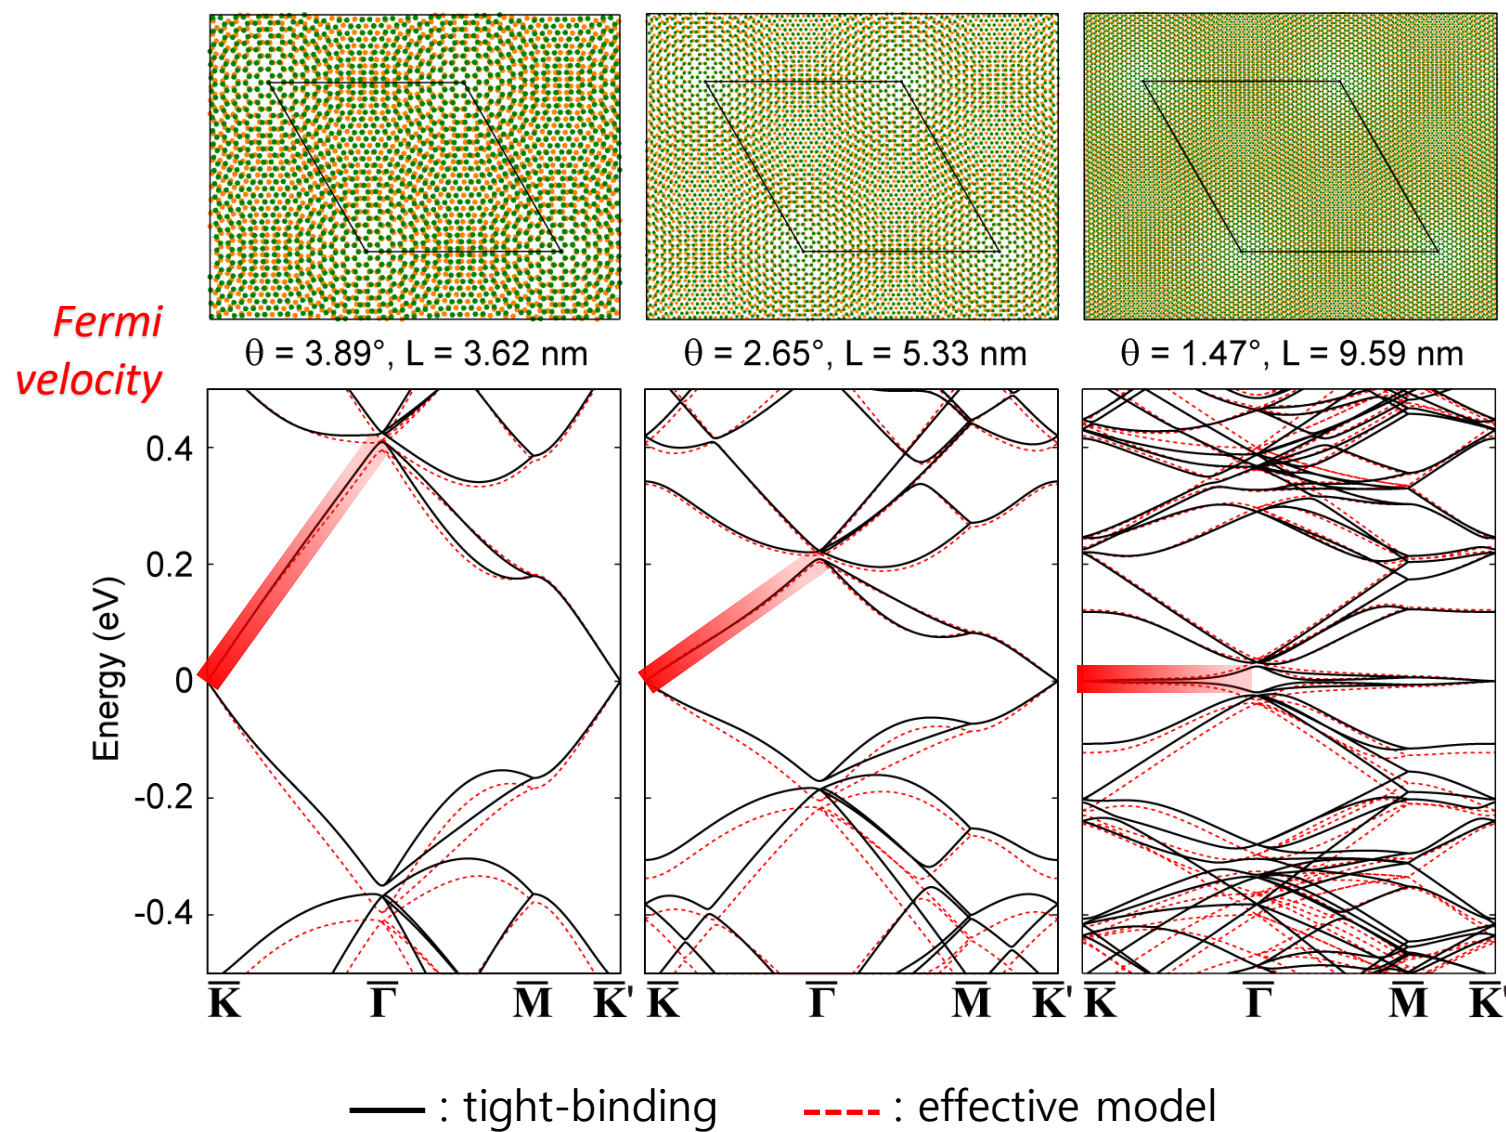 Fermi
velocity
θ = 3.89°, L = 3.62 nm
θ = 2.65°, L = 5.33 nm
θ = 1.47°, L = 9.59 nm
Energy (eV)
0.4
0.2
0
-0.2
-0.4
K̅ Γ̅ M̅ K̅'
K̅ Γ̅ M̅ K̅'
K̅ Γ̅ M̅ K̅'
: tight-binding
: effective model